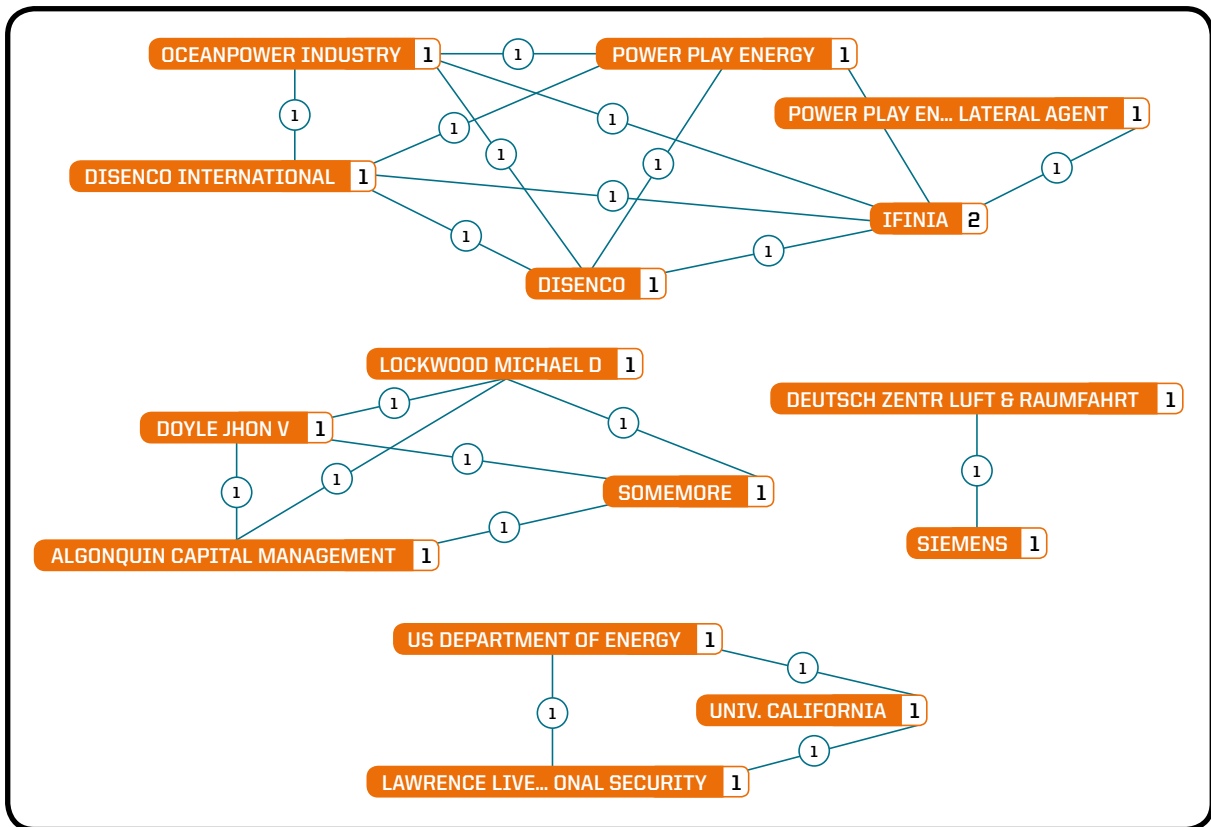 OCEANPOWER INDUSTRY 1
1
POWER PLAY ENERGY 1
POWER PLAY EN... LATERAL AGENT 1
1
1
1
1
1
1
1
DISENCO INTERNATIONAL 1
1
IFINIA 2
1
1
DISENCO 1
LOCKWOOD MICHAEL D 1
DEUTSCH ZENTR LUFT & RAUMFAHRT 1
1
1
DOYLE JHON V 1
1
1
1
1
SOMEMORE 1
1
ALGONQUIN CAPITAL MANAGEMENT 1
SIEMENS 1
US DEPARTMENT OF ENERGY 1
1
1
UNIV. CALIFORNIA 1
1
LAWRENCE LIVE... ONAL SECURITY 1